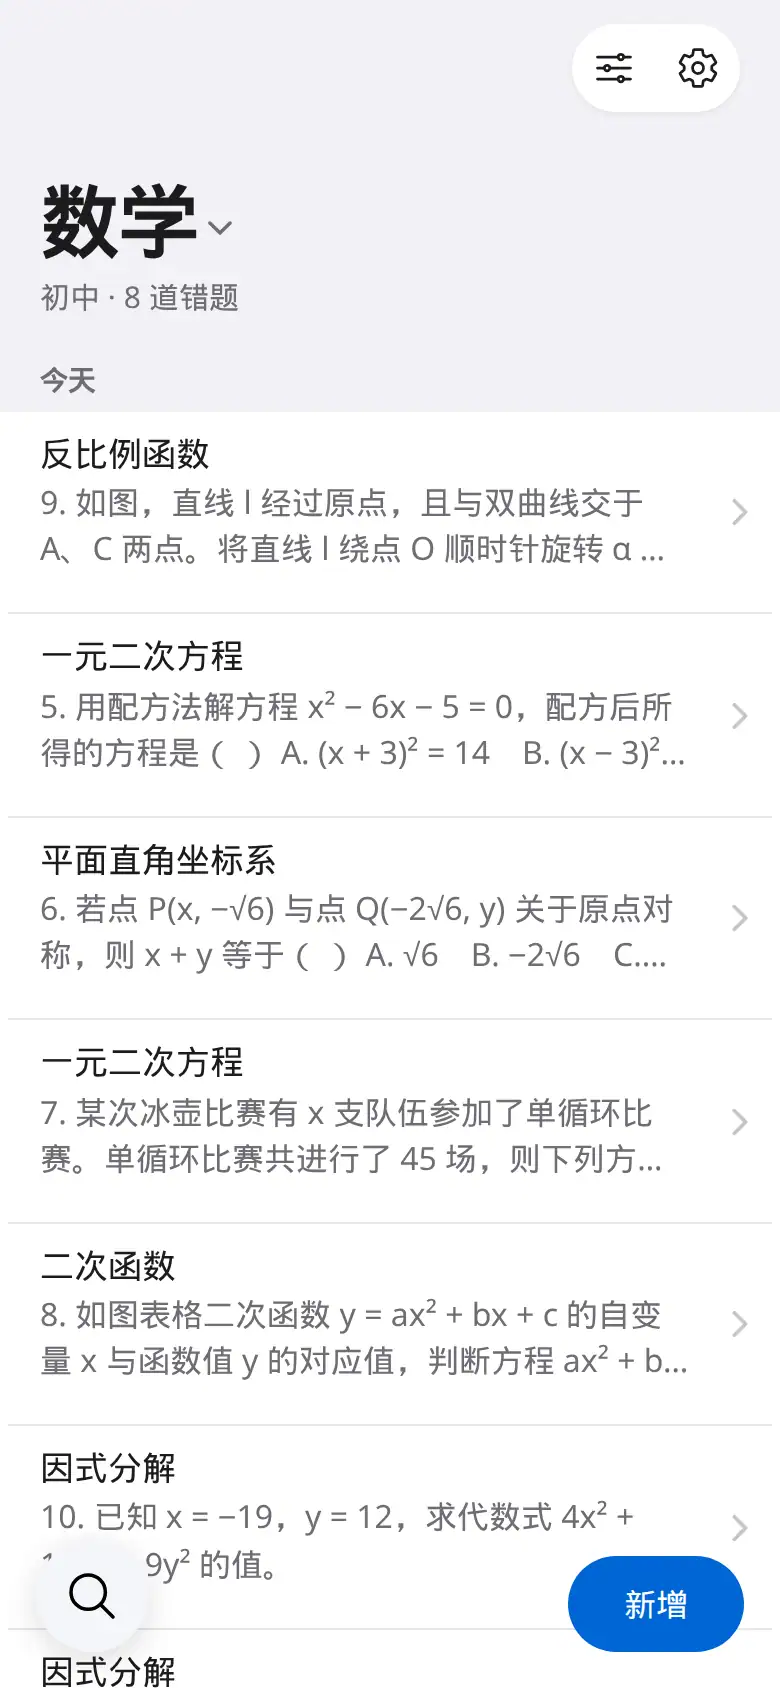 数学
初中 · 8 道错题
今天
反比例函数
9. 如图，直线 l 经过原点，且与双曲线交于
A、C 两点。将直线 l 绕点 O 顺时针旋转 α ...
一元二次方程
5. 用配方法解方程 x² − 6x − 5 = 0，配方后所
得的方程是（ ）A. (x + 3)² = 14 B. (x − 3)²...
平面直角坐标系
6. 若点 P(x, −√6) 与点 Q(−2√6, y) 关于原点对
称，则 x + y 等于（ ）A. √6 B. −2√6 C....
一元二次方程
7. 某次冰壶比赛有 x 支队伍参加了单循环比
赛。单循环比赛共进行了 45 场，则下列方...
二次函数
8. 如图表格二次函数 y = ax² + bx + c 的自变
量 x 与函数值 y 的对应值，判断方程 ax² + b...
因式分解
10. 已知 x = −19，y = 12，求代数式 4x² +
9y² 的值。
新增
因式分解